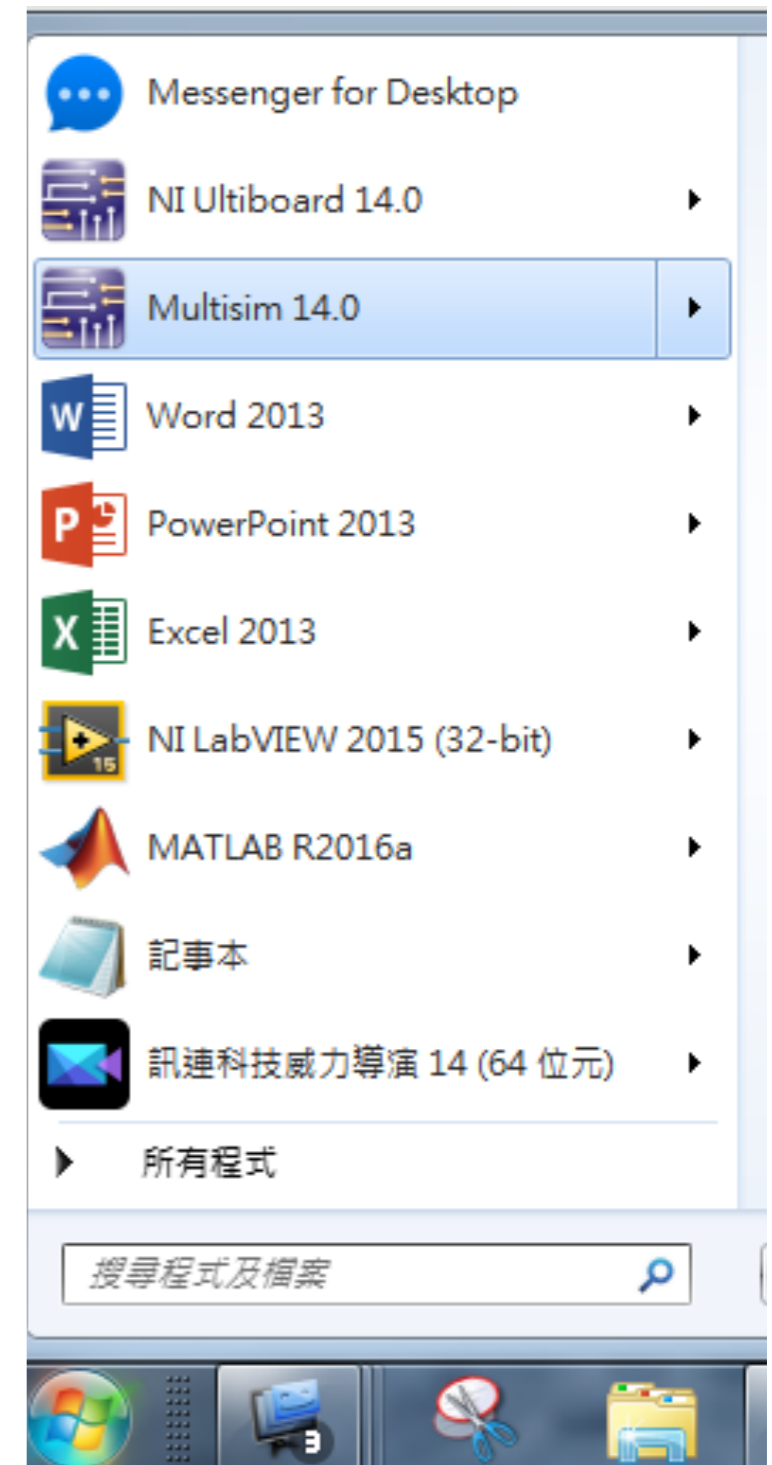 Messenger for Desktop
NI Ultiboard 14.0
Multisim 14.0
Word 2013
PowerPoint 2013
Excel 2013
NI LabVIEW 2015 (32-bit)
MATLAB R2016a
記事本
訊連科技威力導演 14 (64 位元)
所有程式
搜尋程式及檔案
3